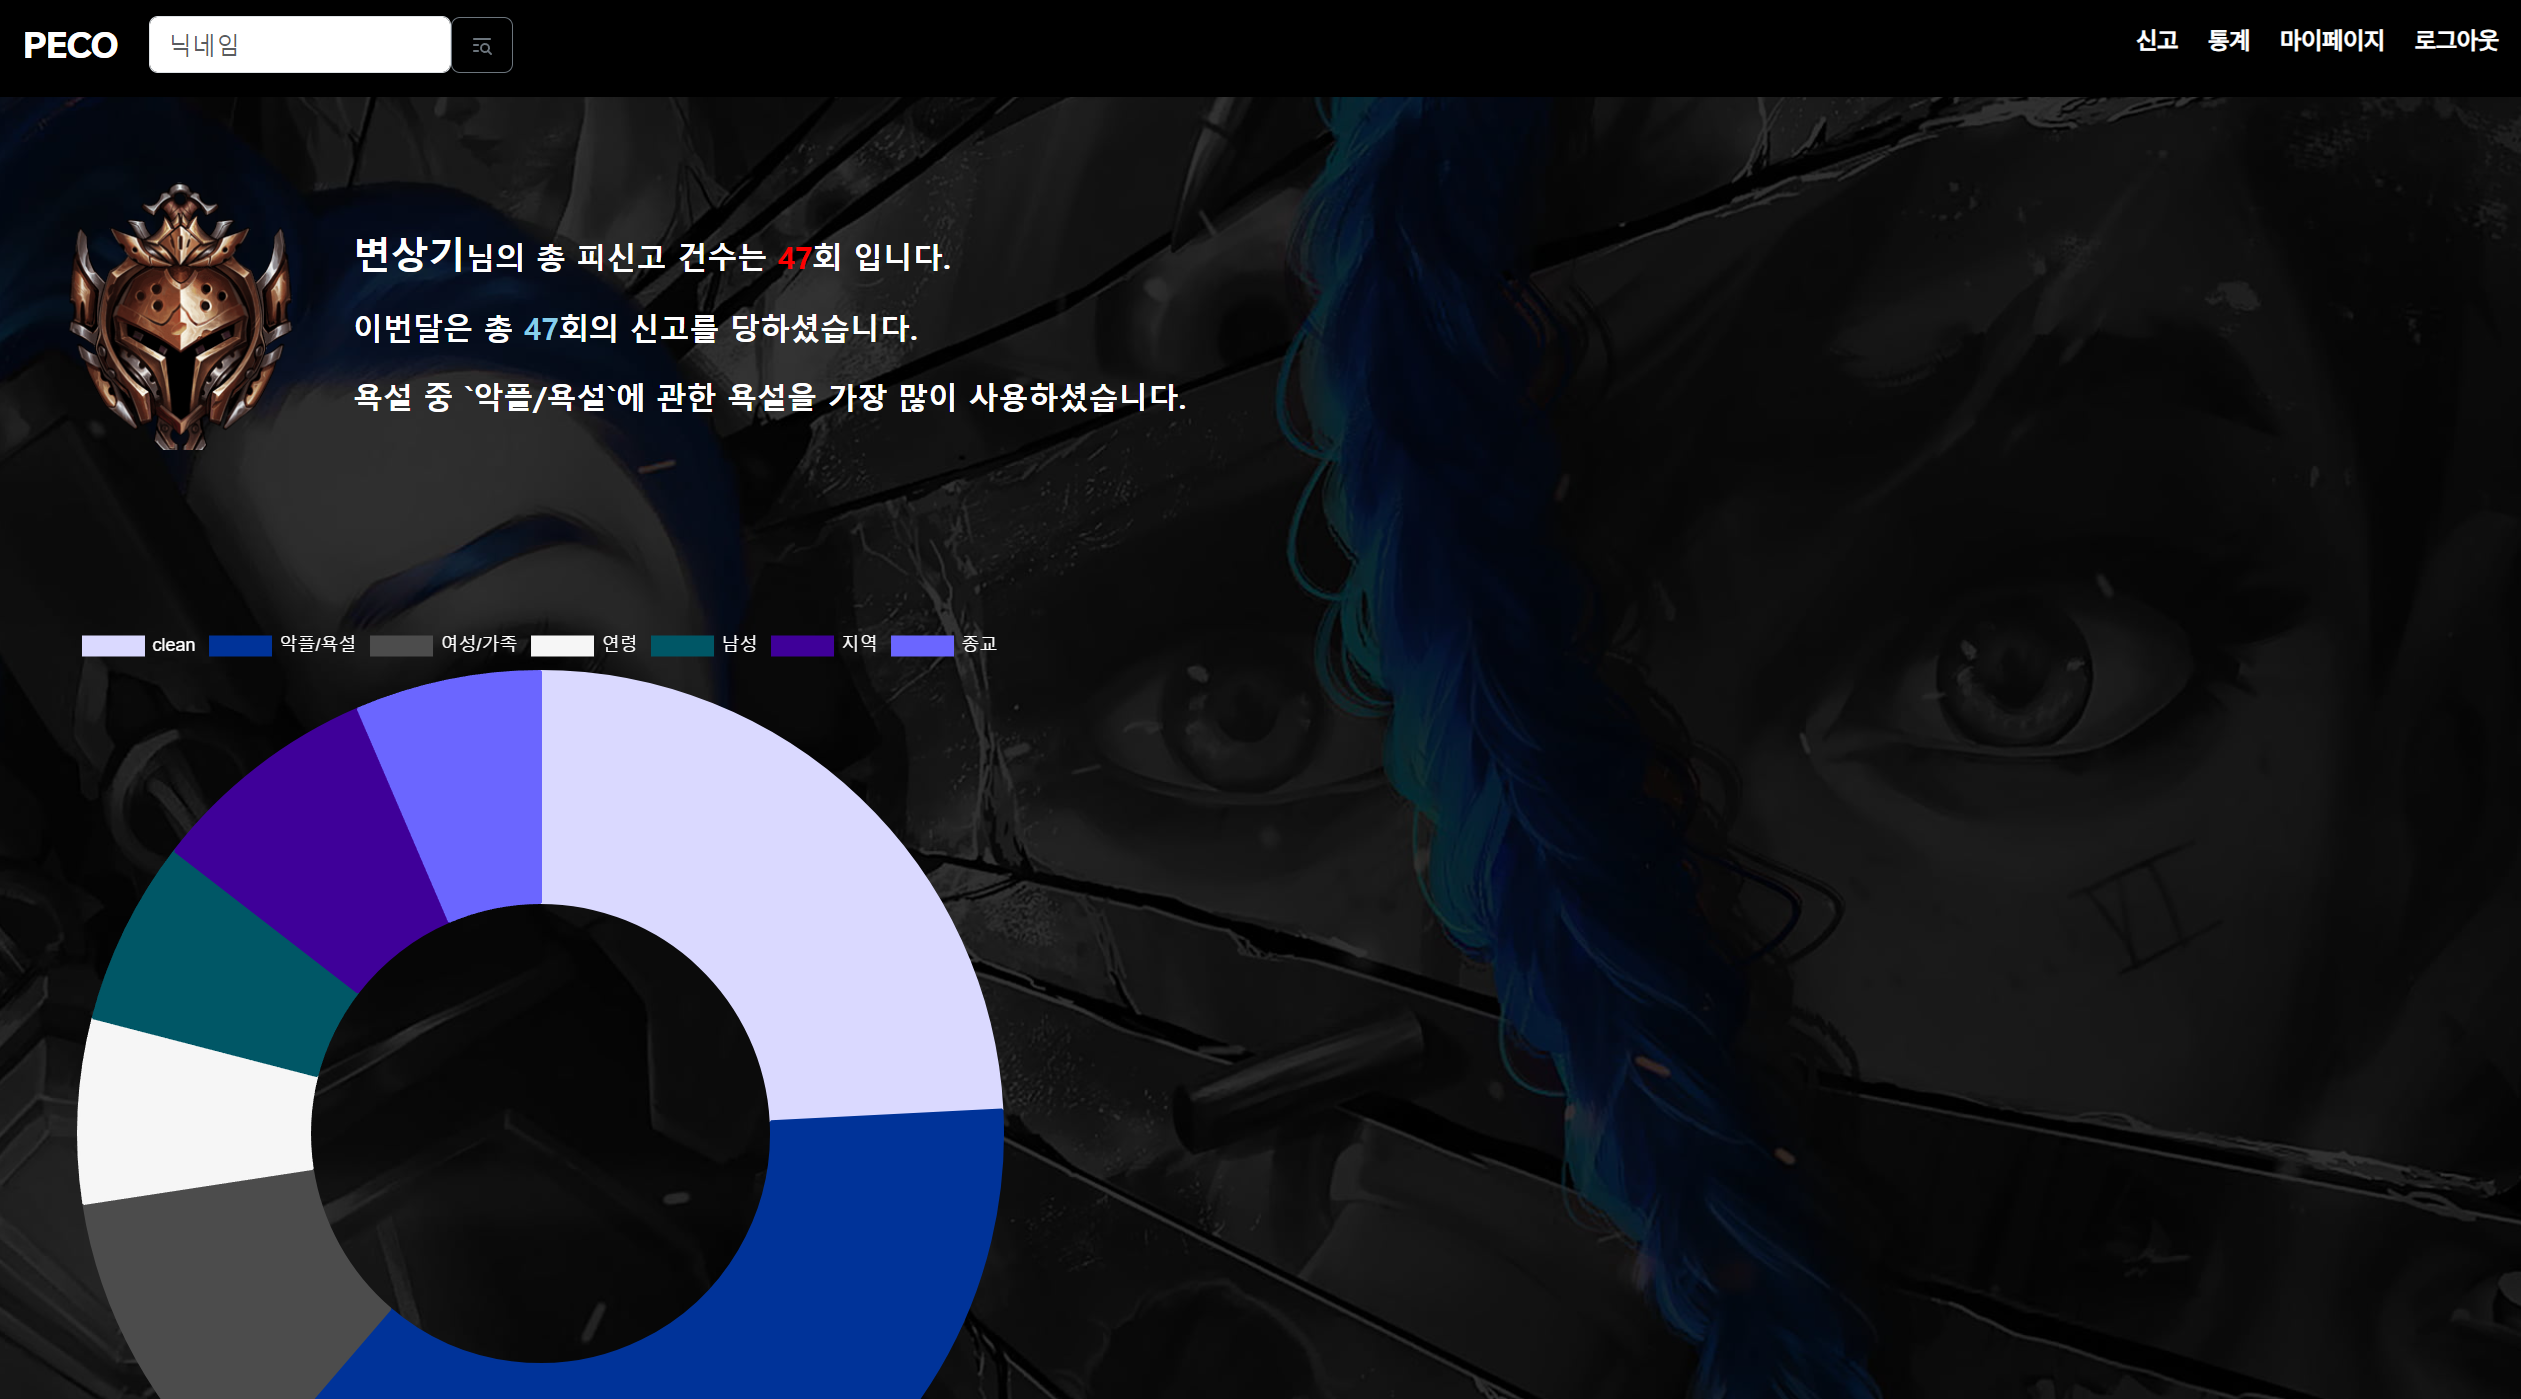 PECO 닉네임 신고 통계 마이페이지 로그아웃
변상기님의 총 피신고 건수는 47회 입니다.
이번달은 총 47회의 신고를 당하셨습니다.
욕설 중 `악플/욕설`에 관한 욕설을 가장 많이 사용하셨습니다.
clean 악플/욕설 여성/가족 연령 남성 지역 종교
VI